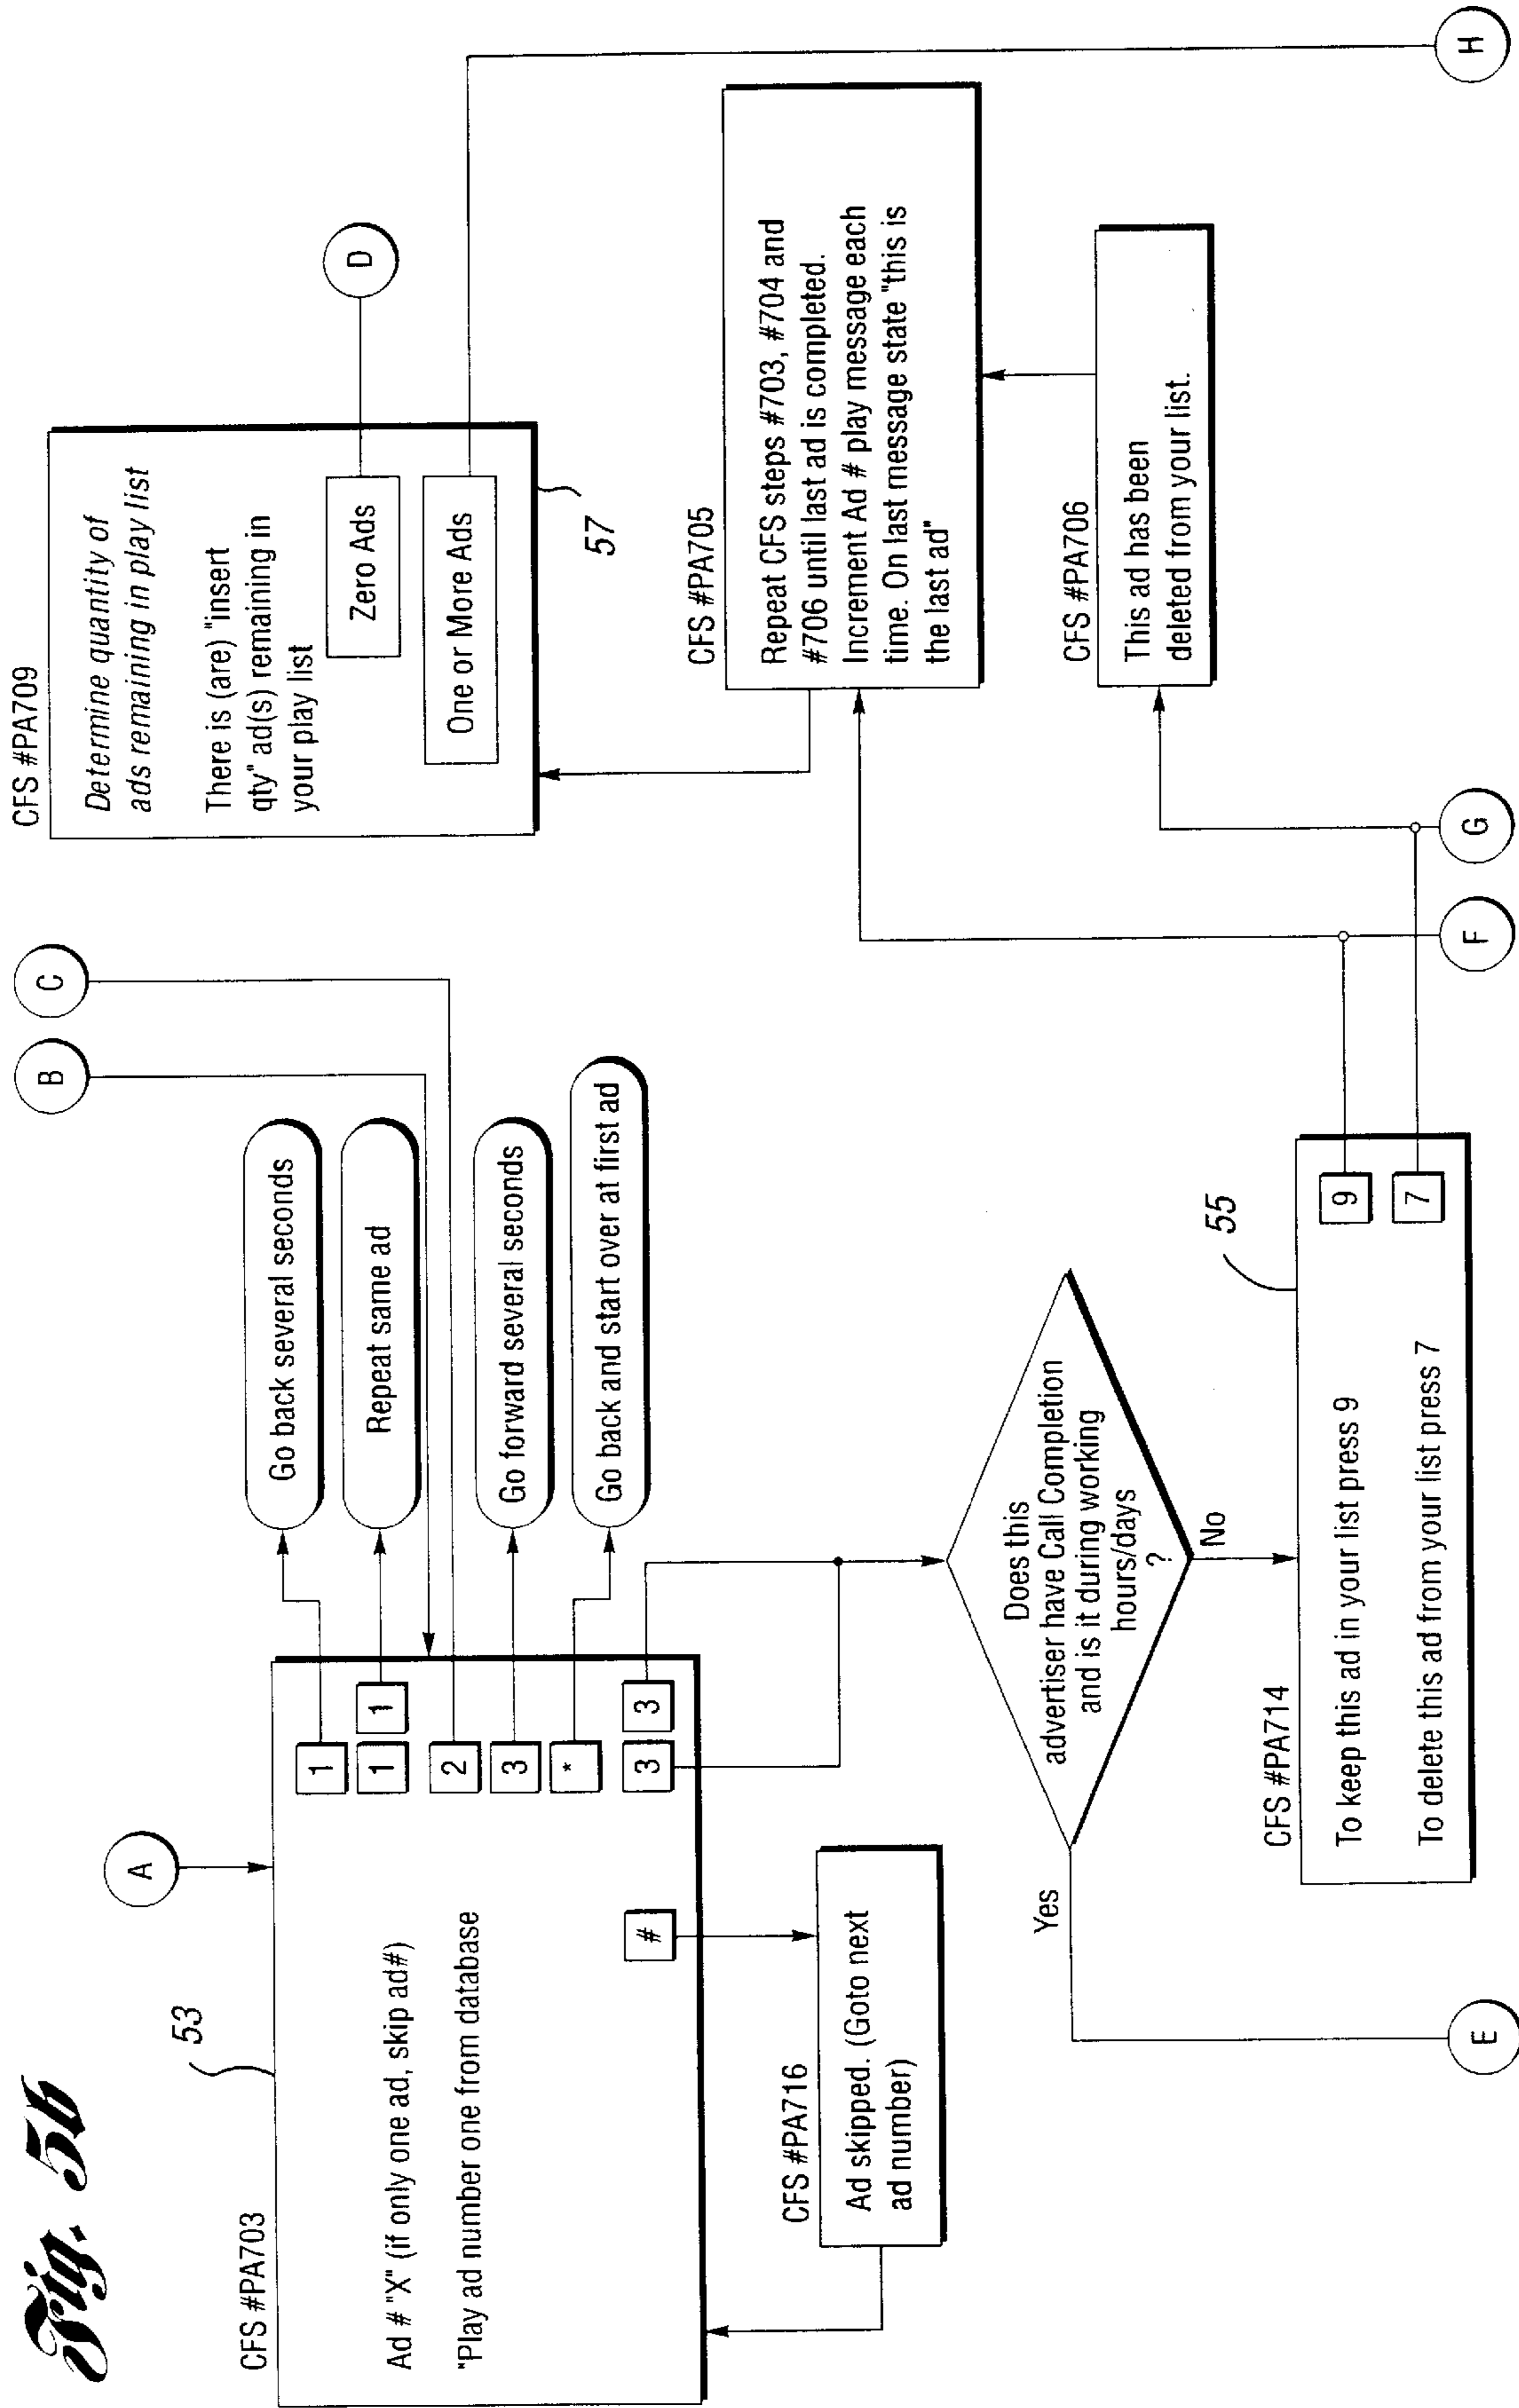 Fig. 5b
A
B
C
53
CFS #PA703
Ad # "X" (if only one ad, skip ad#)
"Play ad number one from database
#
1
1 1
2
3
*
3 3
Go back several seconds
Repeat same ad
Go forward several seconds
Go back and start over at first ad
CFS #PA716
Ad skipped. (Goto next
ad number)
Does this
advertiser have Call Completion
and is it during working
hours/days
?
Yes
No
E
CFS #PA714
55
To keep this ad in your list press 9
9
To delete this ad from your list press 7
7
F
G
CFS #PA709
Determine quantity of
ads remaining in play list
There is (are) "insert
qty" ad(s) remaining in
your play list
Zero Ads
One or More Ads
57
D
H
CFS #PA705
Repeat CFS steps #703, #704 and
#706 until last ad is completed.
Increment Ad # play message each
time. On last message state "this is
the last ad"
CFS #PA706
This ad has been
deleted from your list.